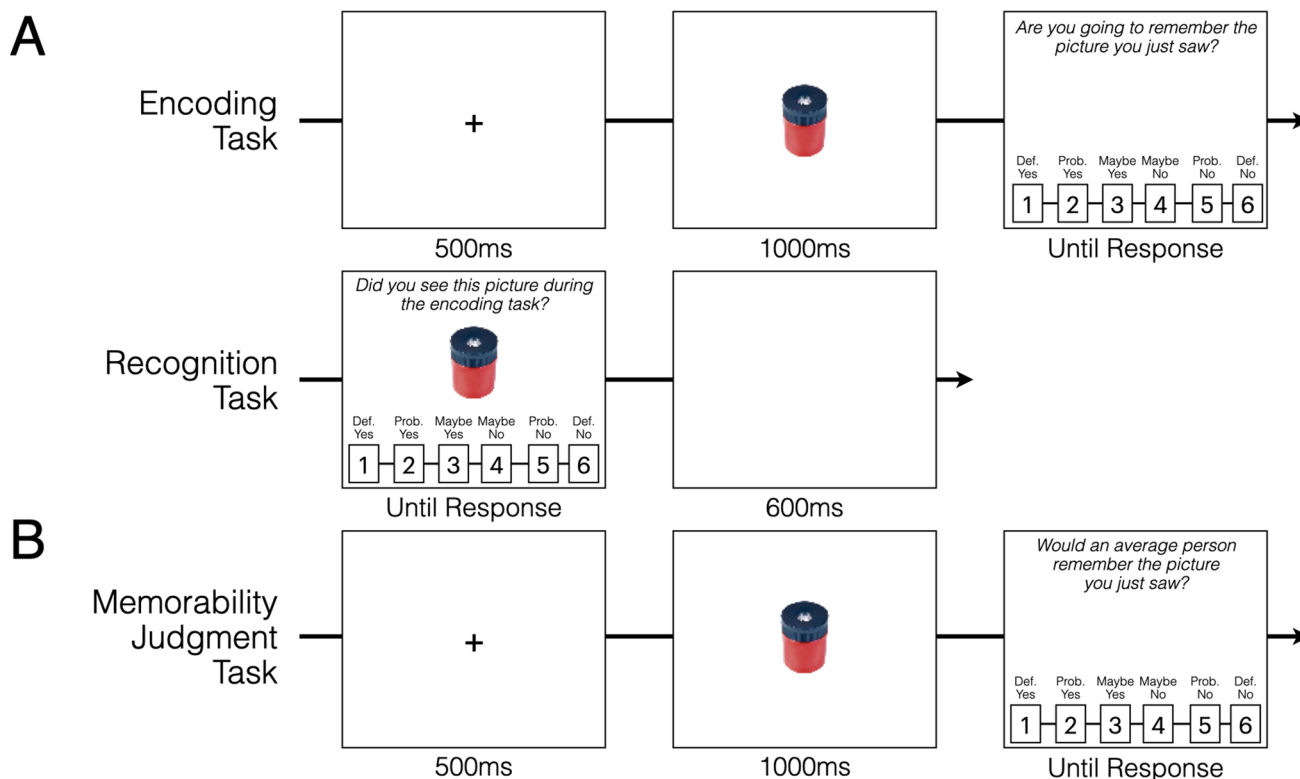 A
Encoding
Task
+
500ms
1000ms
Are you going to remember the
picture you just saw?
Def. Prob. Maybe Maybe Prob. Def.
Yes Yes Yes No No No
1 2 3 4 5 6
Until Response
Recognition
Task
Did you see this picture during
the encoding task?
Def. Prob. Maybe Maybe Prob. Def.
Yes Yes Yes No No No
1 2 3 4 5 6
Until Response
600ms
B
Memorability
Judgment
Task
+
500ms
1000ms
Would an average person
remember the picture
you just saw?
Def. Prob. Maybe Maybe Prob. Def.
Yes Yes Yes No No No
1 2 3 4 5 6
Until Response